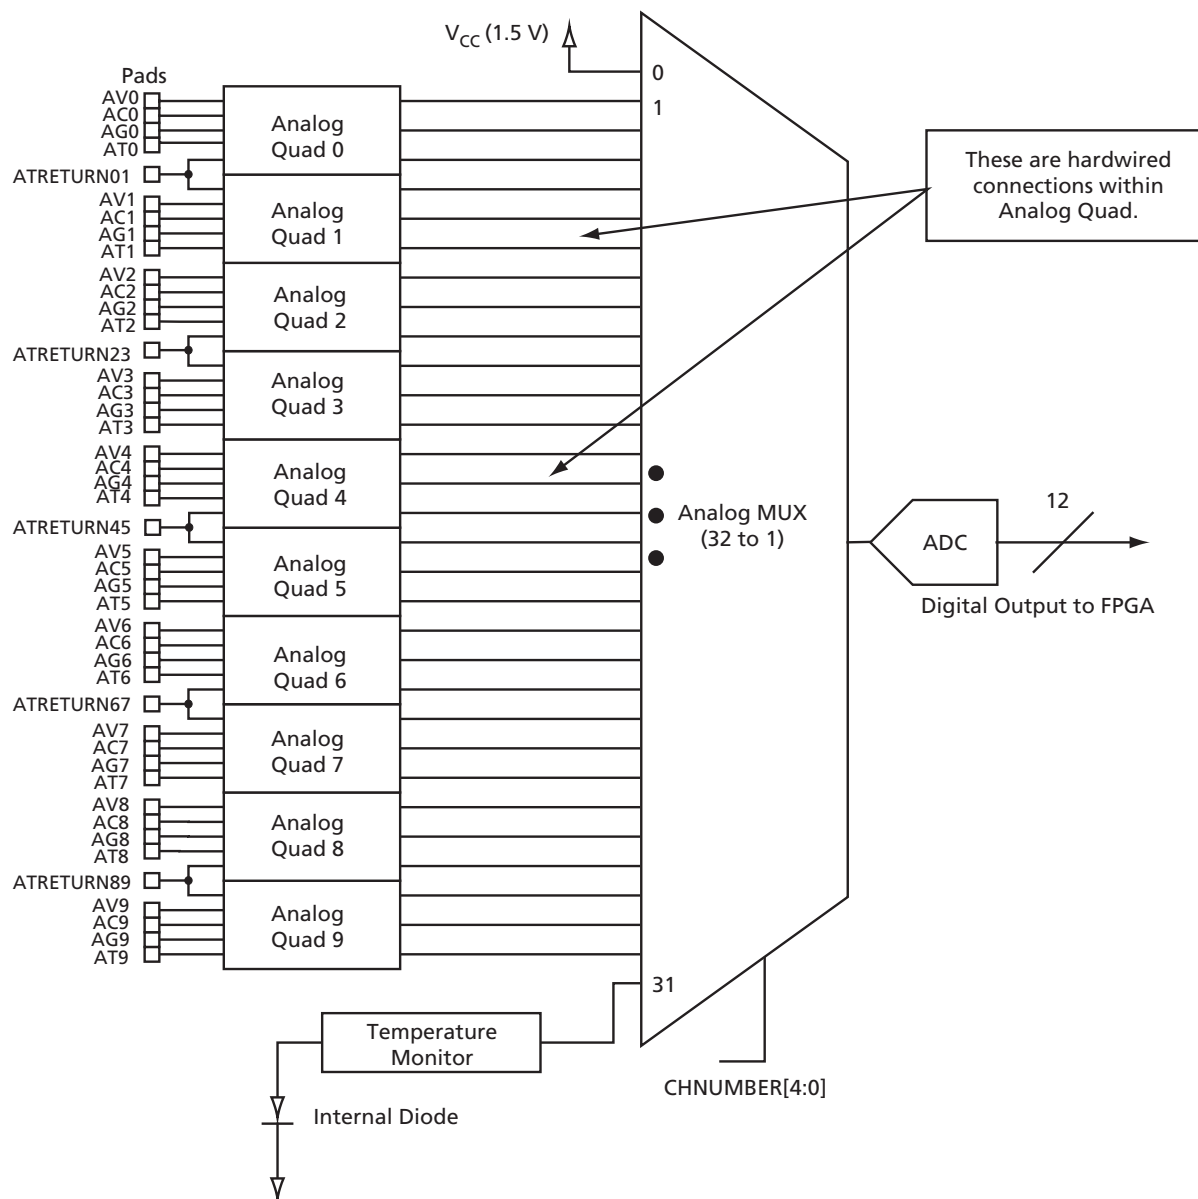 V_CC (1.5 V)
Pads
0
1
AV0
AC0
AG0
AT0
Analog
Quad 0
ATRETURN01
AV1
AC1
AG1
AT1
Analog
Quad 1
These are hardwired
connections within
Analog Quad.
AV2
AC2
AG2
AT2
Analog
Quad 2
ATRETURN23
AV3
AC3
AG3
AT3
Analog
Quad 3
AV4
AC4
AG4
AT4
Analog
Quad 4
ATRETURN45
Analog MUX
(32 to 1)
ADC
12
Digital Output to FPGA
AV5
AC5
AG5
AT5
Analog
Quad 5
AV6
AC6
AG6
AT6
Analog
Quad 6
ATRETURN67
AV7
AC7
AG7
AT7
Analog
Quad 7
AV8
AC8
AG8
AT8
Analog
Quad 8
ATRETURN89
AV9
AC9
AG9
AT9
Analog
Quad 9
31
Temperature
Monitor
CHNUMBER[4:0]
Internal Diode